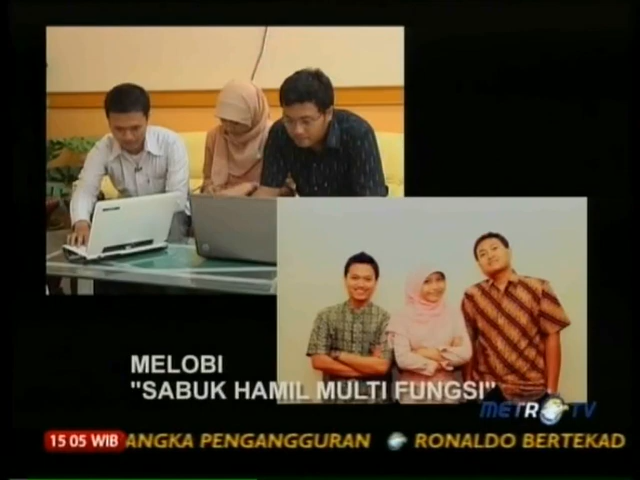 MELOBI
"SABUK HAMIL MULTI FUNGSI"
METRO TV
15 05 WIB ANGKA PENGANGGURAN RONALDO BERTEKAD